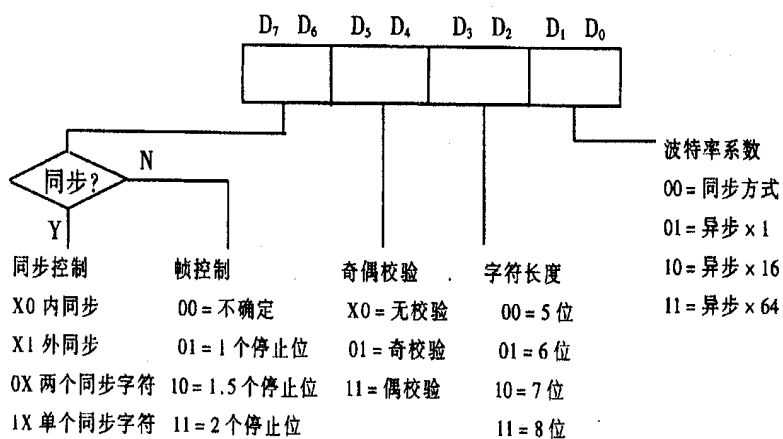 D7 D6 D5 D4 D3 D2 D1 D0
同步?
N
Y
同步控制
X0 内同步
X1 外同步
0X 两个同步字符
1X 单个同步字符
帧控制
00=不确定
01=1 个停止位
10=1.5 个停止位
11=2 个停止位
奇偶校验
X0=无校验
01=奇校验
11=偶校验
字符长度
00=5 位
01=6 位
10=7 位
11=8 位
波特率系数
00=同步方式
01=异步×1
10=异步×16
11=异步×64